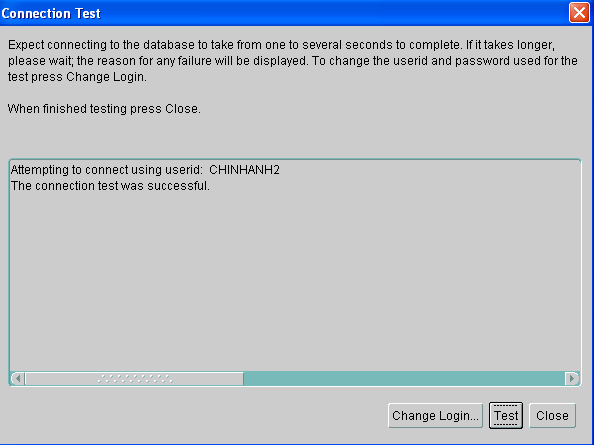 Connection Test
Expect connecting to the database to take from one to several seconds to complete. If it takes longer,
please wait; the reason for any failure will be displayed. To change the userid and password used for the
test press Change Login.
When finished testing press Close.
Attempting to connect using userid:  CHINHANH2
The connection test was successful.
Change Login... Test Close